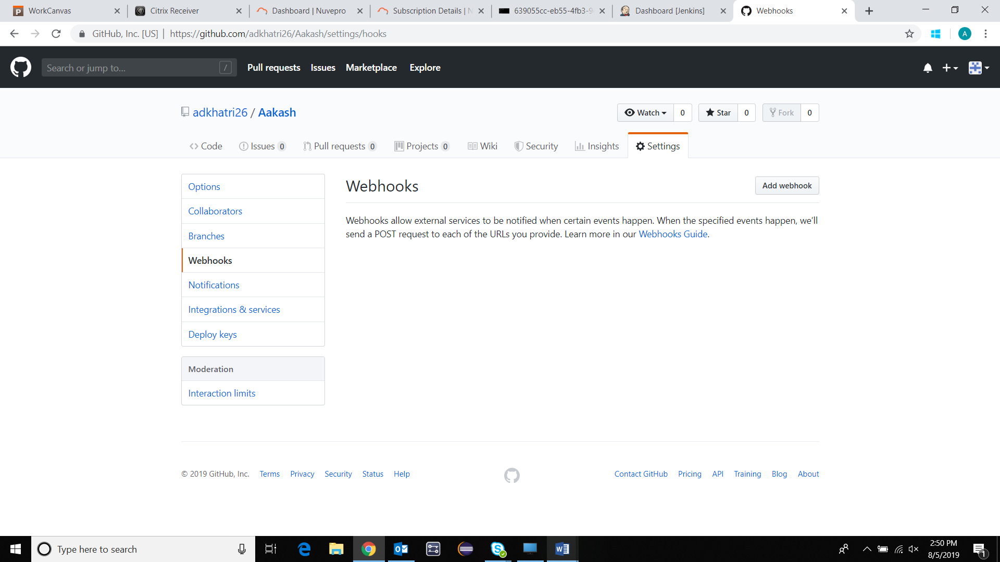 WorkCanvas
Citrix Receiver
Dashboard | Nuvepro
Subscription Details | N
639055cc-eb55-4fb3-9
Dashboard [Jenkins]
Webhooks
GitHub, Inc. [US] | https://github.com/adkhatri26/Aakash/settings/hooks
A
Search or jump to...
/
Pull requests
Issues
Marketplace
Explore
adkhatri26 / Aakash
Watch
0
Star
0
Fork
0
Code
Issues 0
Pull requests 0
Projects 0
Wiki
Security
Insights
Settings
Options
Collaborators
Branches
Webhooks
Notifications
Integrations & services
Deploy keys
Moderation
Interaction limits
Webhooks
Add webhook
Webhooks allow external services to be notified when certain events happen. When the specified events happen, we’ll
send a POST request to each of the URLs you provide. Learn more in our Webhooks Guide.
© 2019 GitHub, Inc.
Terms
Privacy
Security
Status
Help
Contact GitHub
Pricing
API
Training
Blog
About
Type here to search
2:50 PM
8/5/2019
1